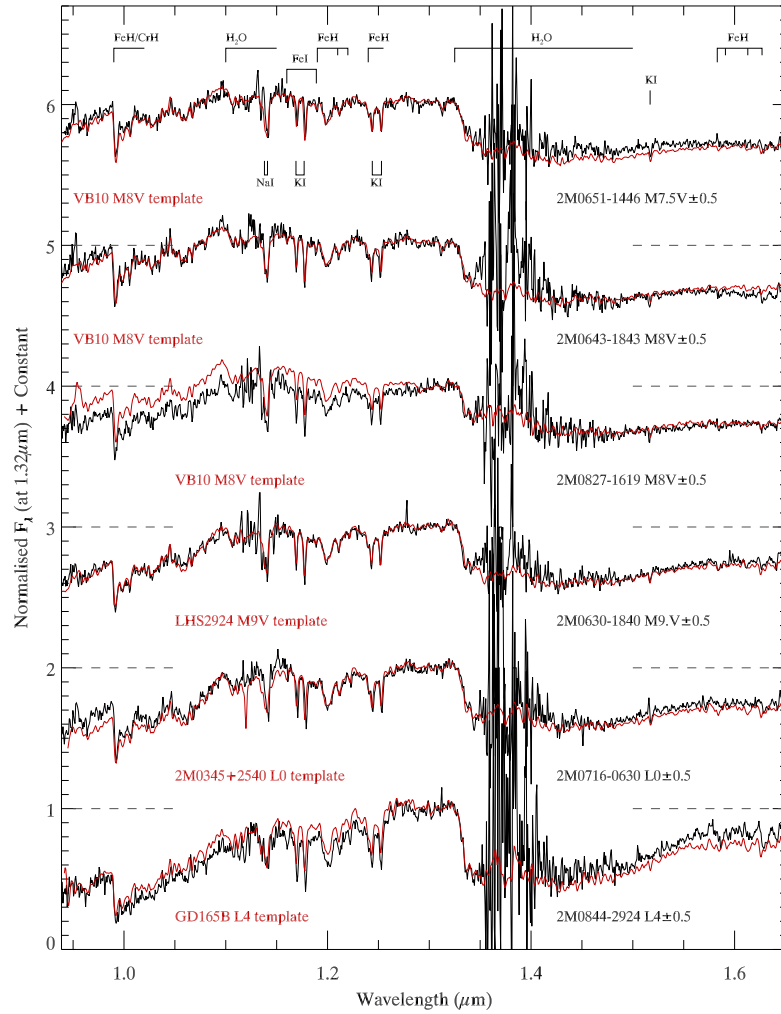 FeH/CrH H₂O FeH FeH H₂O FeH
FeI
KI
6
NaI KI KI
VB10 M8V template 2M0651-1446 M7.5V±0.5
5
VB10 M8V template 2M0643-1843 M8V±0.5
4
VB10 M8V template 2M0827-1619 M8V±0.5
3
LHS2924 M9V template 2M0630-1840 M9.V±0.5
2
2M0345+2540 L0 template 2M0716-0630 L0±0.5
1
GD165B L4 template 2M0844-2924 L4±0.5
0
1.0 1.2 1.4 1.6
Wavelength (μm)
Normalised Fλ (at 1.32μm) + Constant